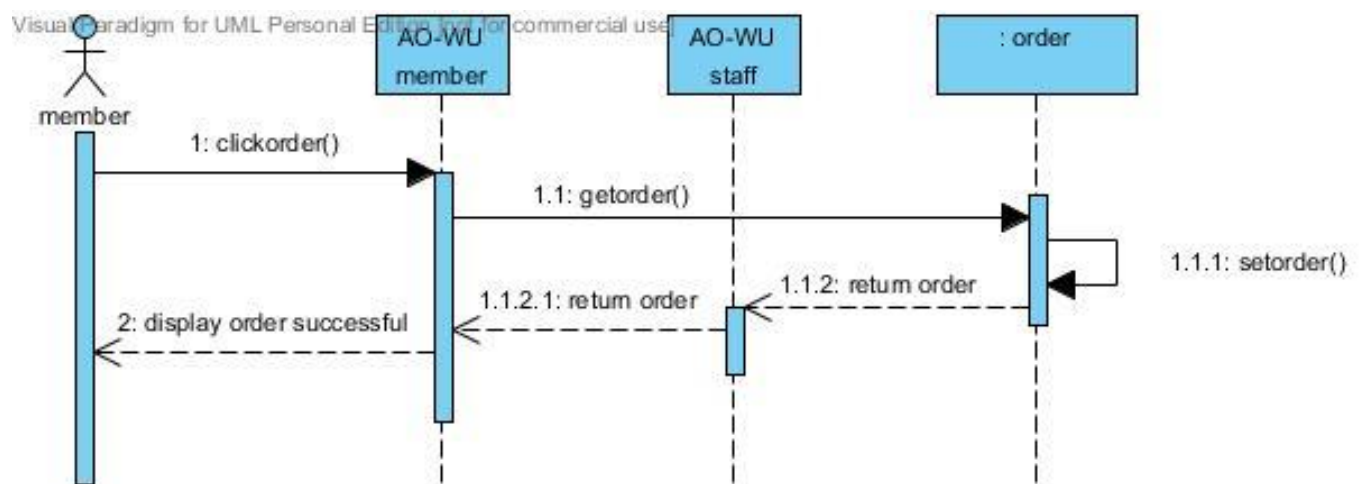 Visual Paradigm for UML Personal Edition [not for commercial use]
AO-WU
member
AO-WU
staff
: order
member
1: clickorder()
1.1: getorder()
1.1.1: setorder()
1.1.2: return order
1.1.2.1: return order
2: display order successful